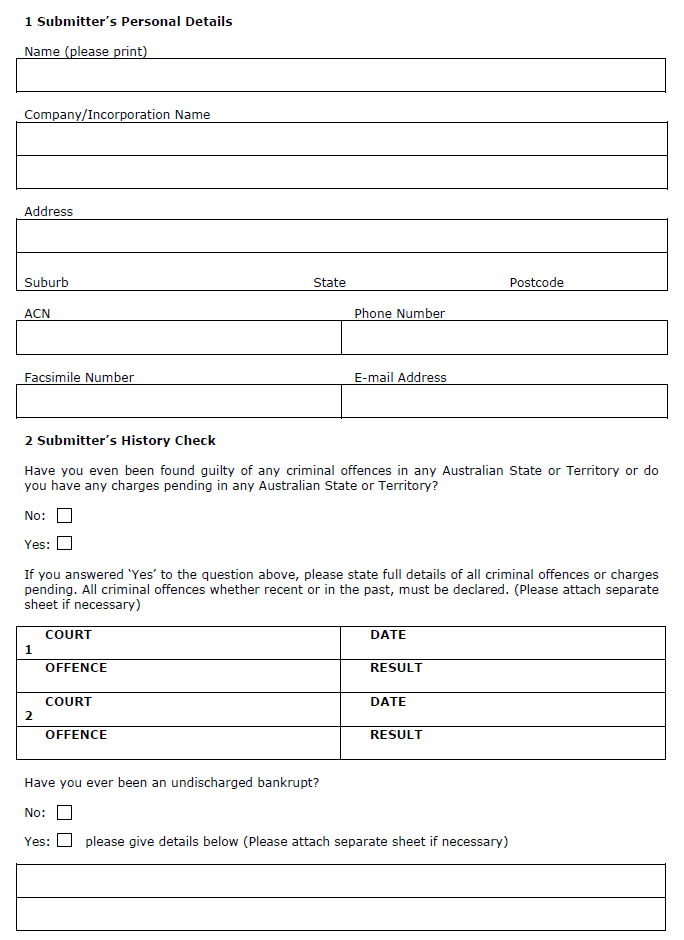 1 Submitter’s Personal Details
Name (please print)
Company/Incorporation Name
Address
Suburb State Postcode
ACN Phone Number
Facsimile Number E-mail Address
2 Submitter’s History Check
Have you even been found guilty of any criminal offences in any Australian State or Territory or do
you have any charges pending in any Australian State or Territory?
No:
Yes:
If you answered ‘Yes’ to the question above, please state full details of all criminal offences or charges
pending. All criminal offences whether recent or in the past, must be declared. (Please attach separate
sheet if necessary)
COURT DATE
1
OFFENCE RESULT
COURT DATE
2
OFFENCE RESULT
Have you ever been an undischarged bankrupt?
No:
Yes: please give details below (Please attach separate sheet if necessary)